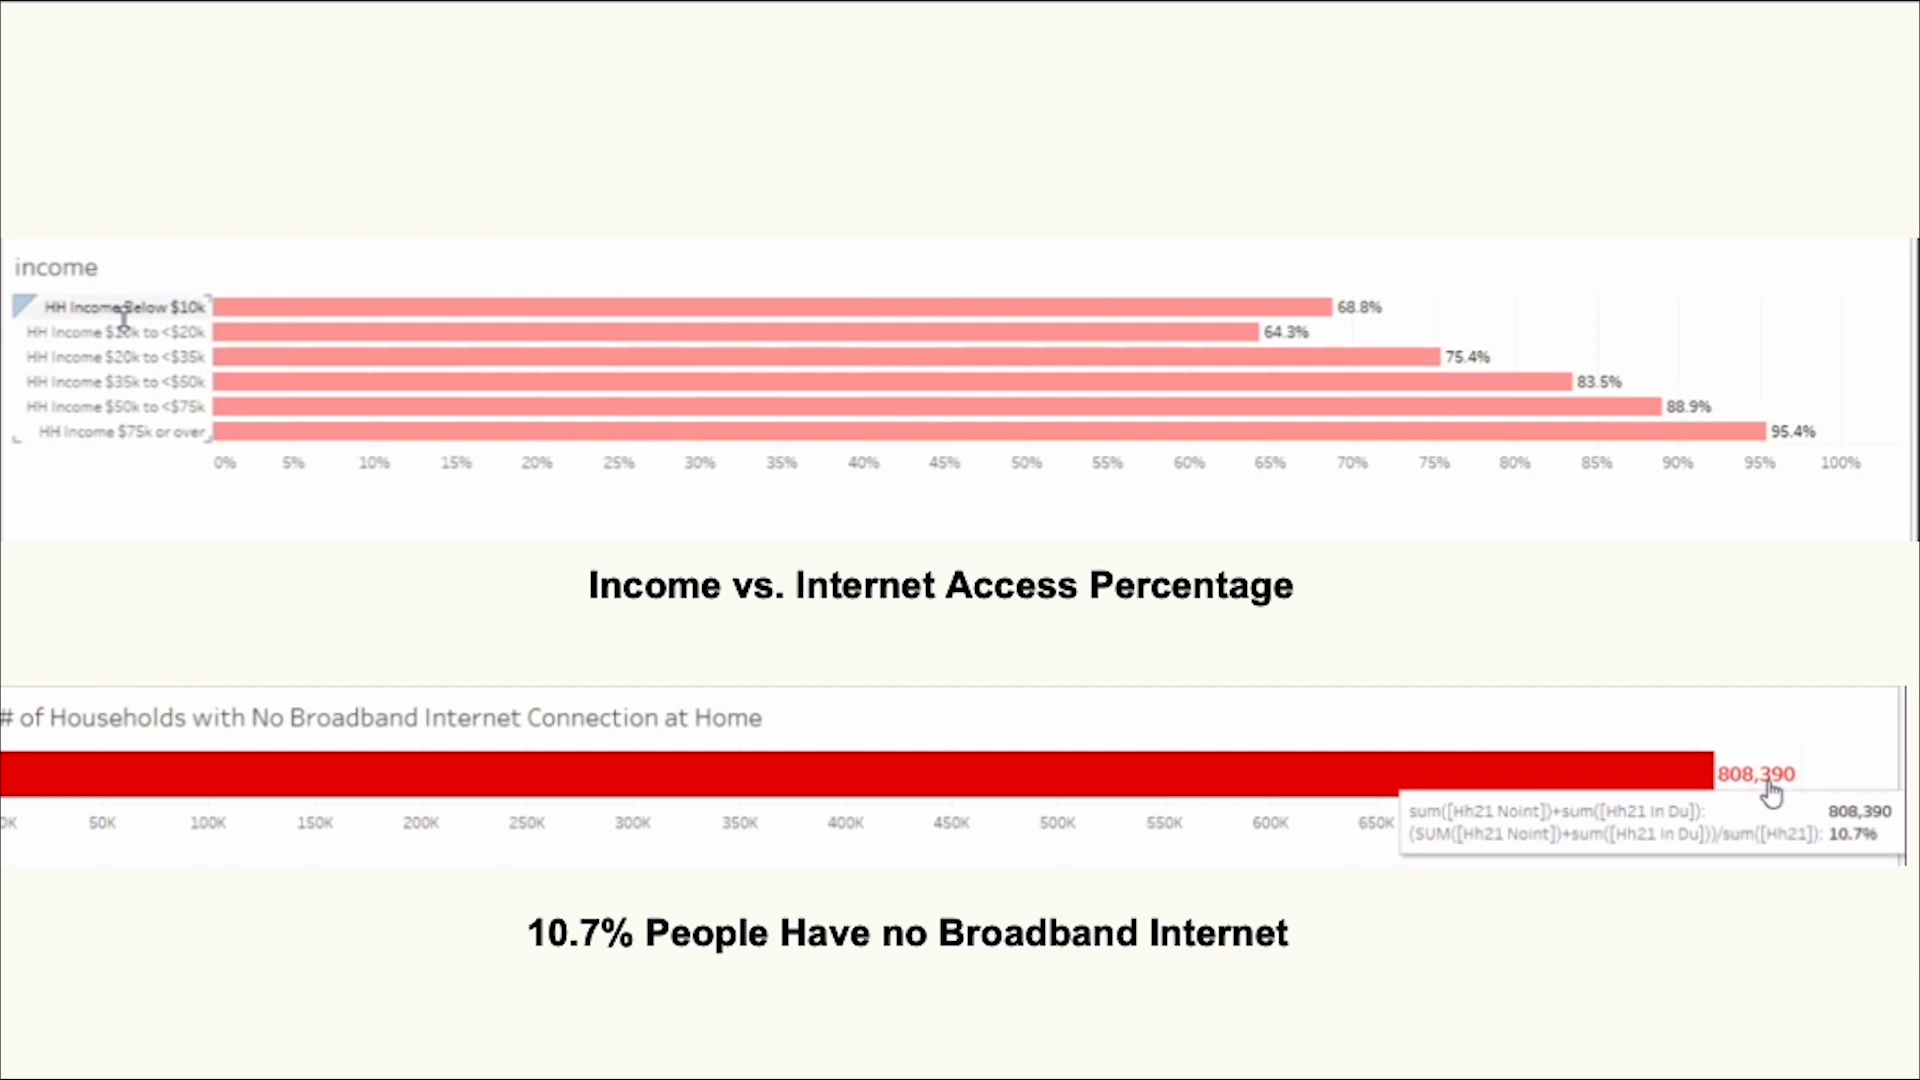 income
HH Income Below $10k 68.8%
HH Income $10k to <$20k 64.3%
HH Income $20k to <$35k 75.4%
HH Income $35k to <$50k 83.5%
HH Income $50k to <$75k 88.9%
HH Income $75k or over 95.4%
0% 5% 10% 15% 20% 25% 30% 35% 40% 45% 50% 55% 60% 65% 70% 75% 80% 85% 90% 95% 100%
Income vs. Internet Access Percentage
# of Households with No Broadband Internet Connection at Home
808,390
0K 50K 100K 150K 200K 250K 300K 350K 400K 450K 500K 550K 600K 650K
sum([Hh21 Noint])+sum([Hh21 In Du]): 808,390
(SUM([Hh21 Noint])+sum([Hh21 In Du]))/sum([Hh21]): 10.7%
10.7% People Have no Broadband Internet